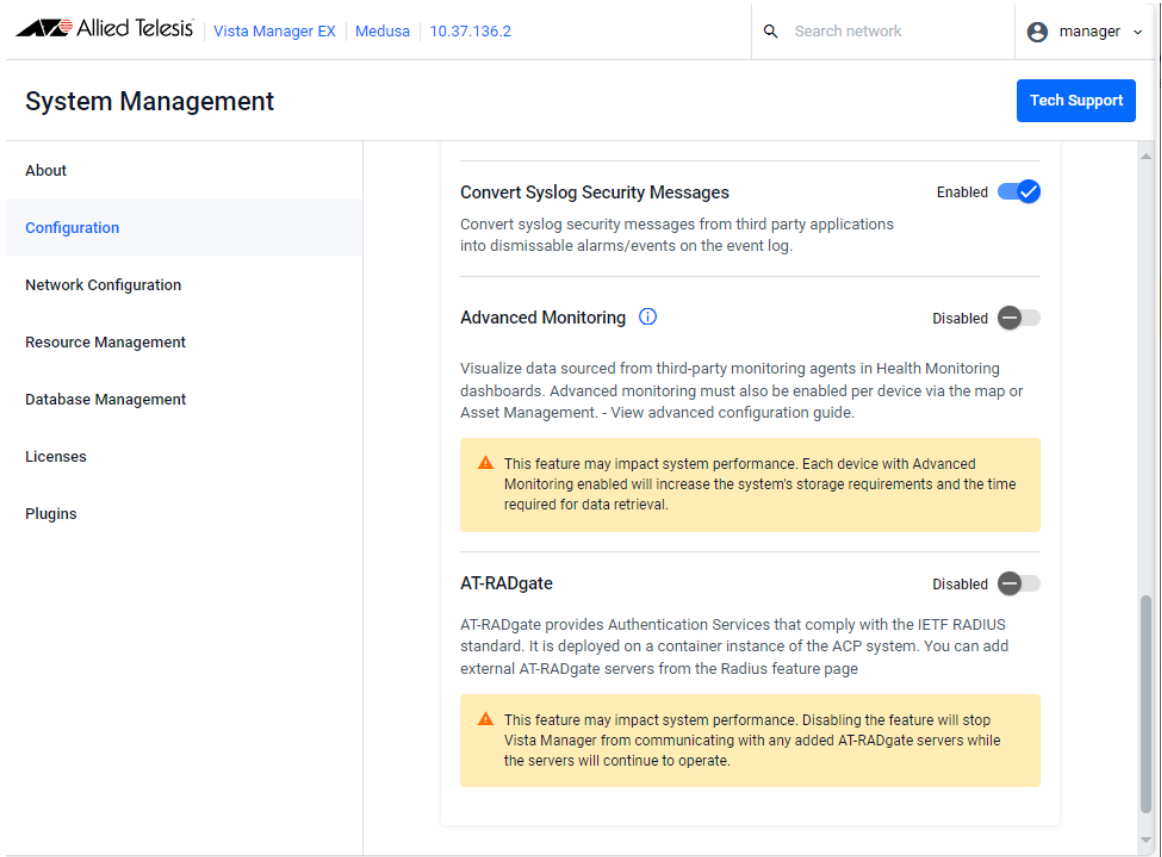 Allied Telesis Vista Manager EX Medusa 10.37.136.2 Search network manager
System Management Tech Support
About
Configuration
Network Configuration
Resource Management
Database Management
Licenses
Plugins
Convert Syslog Security Messages Enabled
Convert syslog security messages from third party applications
into dismissable alarms/events on the event log.
Advanced Monitoring Disabled
Visualize data sourced from third-party monitoring agents in Health Monitoring
dashboards. Advanced monitoring must also be enabled per device via the map or
Asset Management. - View advanced configuration guide.
This feature may impact system performance. Each device with Advanced
Monitoring enabled will increase the system's storage requirements and the time
required for data retrieval.
AT-RADgate Disabled
AT-RADgate provides Authentication Services that comply with the IETF RADIUS
standard. It is deployed on a container instance of the ACP system. You can add
external AT-RADgate servers from the Radius feature page
This feature may impact system performance. Disabling the feature will stop
Vista Manager from communicating with any added AT-RADgate servers while
the servers will continue to operate.